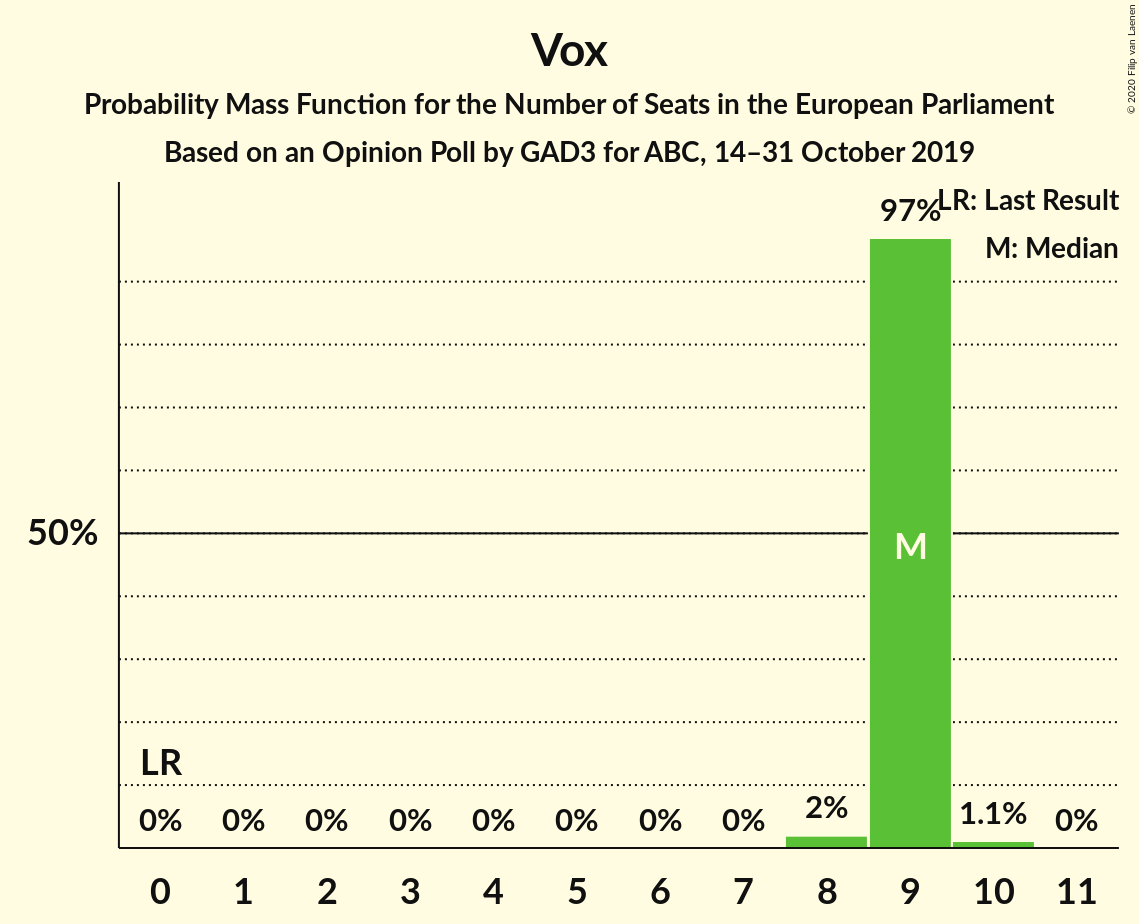 Vox
Probability Mass Function for the Number of Seats in the European Parliament
Based on an Opinion Poll by GAD3 for ABC, 14–31 October 2019
© 2020 Filip van Laenen
LR: Last Result
M: Median
97%
50%
M
LR
0% 0% 0% 0% 0% 0% 0% 0% 2% 1.1% 0%
0 1 2 3 4 5 6 7 8 9 10 11